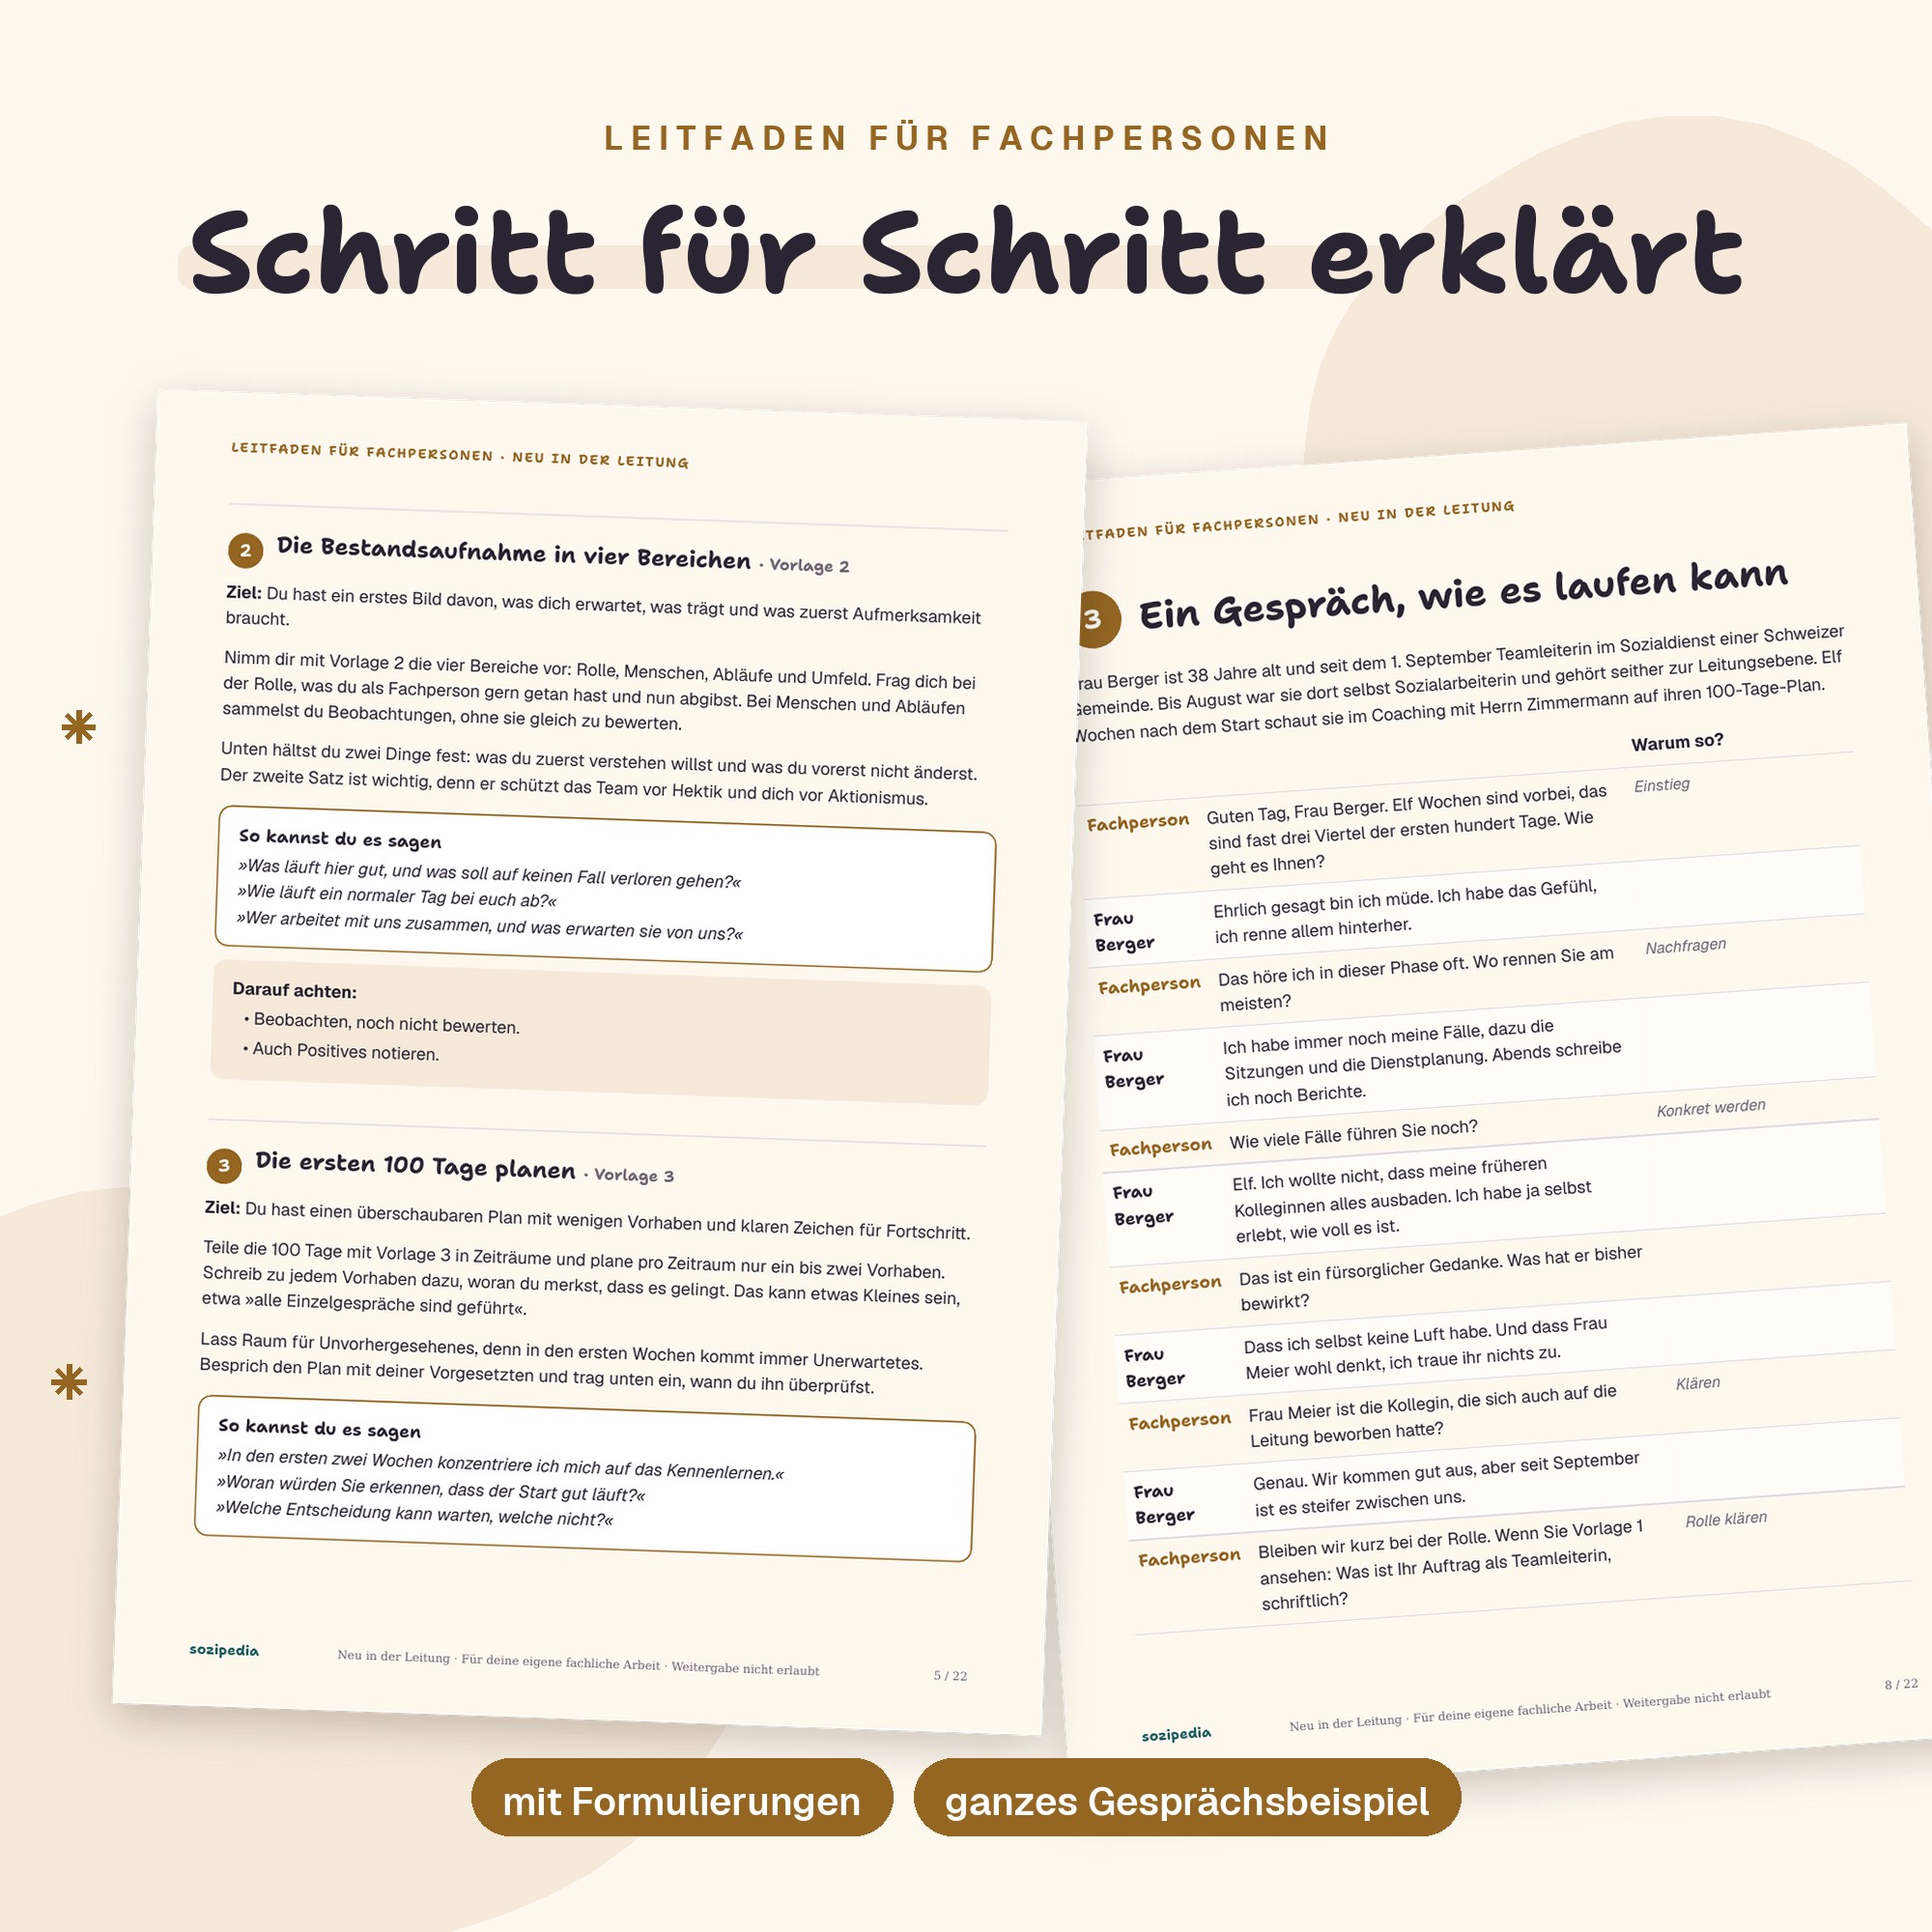 LEITFADEN FÜR FACHPERSONEN
Schritt für Schritt erklärt
LEITFADEN FÜR FACHPERSONEN · NEU IN DER LEITUNG
2 Die Bestandsaufnahme in vier Bereichen · Vorlage 2
Ziel: Du hast ein erstes Bild davon, was dich erwartet, was trägt und was zuerst Aufmerksamkeit
braucht.
Nimm dir mit Vorlage 2 die vier Bereiche vor: Rolle, Menschen, Abläufe und Umfeld. Frag dich bei
der Rolle, was du als Fachperson gern getan hast und nun abgibst. Bei Menschen und Abläufen
sammelst du Beobachtungen, ohne sie gleich zu bewerten.
Unten hältst du zwei Dinge fest: was du zuerst verstehen willst und was du vorerst nicht änderst.
Der zweite Satz ist wichtig, denn er schützt das Team vor Hektik und dich vor Aktionismus.
So kannst du es sagen
»Was läuft hier gut, und was soll auf keinen Fall verloren gehen?«
»Wie läuft ein normaler Tag bei euch ab?«
»Wer arbeitet mit uns zusammen, und was erwarten sie von uns?«
Darauf achten:
• Beobachten, noch nicht bewerten.
• Auch Positives notieren.
3 Die ersten 100 Tage planen · Vorlage 3
Ziel: Du hast einen überschaubaren Plan mit wenigen Vorhaben und klaren Zeichen für Fortschritt.
Teile die 100 Tage mit Vorlage 3 in Zeiträume und plane pro Zeitraum nur ein bis zwei Vorhaben.
Schreib zu jedem Vorhaben dazu, woran du merkst, dass es gelingt. Das kann etwas Kleines sein,
etwa »alle Einzelgespräche sind geführt«.
Lass Raum für Unvorhergesehenes, denn in den ersten Wochen kommt immer Unerwartetes.
Besprich den Plan mit deiner Vorgesetzten und trag unten ein, wann du ihn überprüfst.
So kannst du es sagen
»In den ersten zwei Wochen konzentriere ich mich auf das Kennenlernen.«
»Woran würden Sie erkennen, dass der Start gut läuft?«
»Welche Entscheidung kann warten, welche nicht?«
sozipedia Neu in der Leitung · Für deine eigene fachliche Arbeit · Weitergabe nicht erlaubt 5 / 22
TFADEN FÜR FACHPERSONEN · NEU IN DER LEITUNG
3 Ein Gespräch, wie es laufen kann
rau Berger ist 38 Jahre alt und seit dem 1. September Teamleiterin im Sozialdienst einer Schweizer
Gemeinde. Bis August war sie dort selbst Sozialarbeiterin und gehört seither zur Leitungsebene. Elf
Wochen nach dem Start schaut sie im Coaching mit Herrn Zimmermann auf ihren 100-Tage-Plan.
Warum so?
Fachperson Guten Tag, Frau Berger. Elf Wochen sind vorbei, das Einstieg
sind fast drei Viertel der ersten hundert Tage. Wie
geht es Ihnen?
Frau Ehrlich gesagt bin ich müde. Ich habe das Gefühl,
Berger ich renne allem hinterher.
Fachperson Das höre ich in dieser Phase oft. Wo rennen Sie am Nachfragen
meisten?
Frau Ich habe immer noch meine Fälle, dazu die
Berger Sitzungen und die Dienstplanung. Abends schreibe
ich noch Berichte.
Fachperson Wie viele Fälle führen Sie noch? Konkret werden
Frau Elf. Ich wollte nicht, dass meine früheren
Berger Kolleginnen alles ausbaden. Ich habe ja selbst
erlebt, wie voll es ist.
Fachperson Das ist ein fürsorglicher Gedanke. Was hat er bisher
bewirkt?
Frau Dass ich selbst keine Luft habe. Und dass Frau
Berger Meier wohl denkt, ich traue ihr nichts zu.
Fachperson Frau Meier ist die Kollegin, die sich auch auf die Klären
Leitung beworben hatte?
Frau Genau. Wir kommen gut aus, aber seit September
Berger ist es steifer zwischen uns.
Fachperson Bleiben wir kurz bei der Rolle. Wenn Sie Vorlage 1 Rolle klären
ansehen: Was ist Ihr Auftrag als Teamleiterin,
schriftlich?
sozipedia Neu in der Leitung · Für deine eigene fachliche Arbeit · Weitergabe nicht erlaubt 8 / 22
mit Formulierungen
ganzes Gesprächsbeispiel